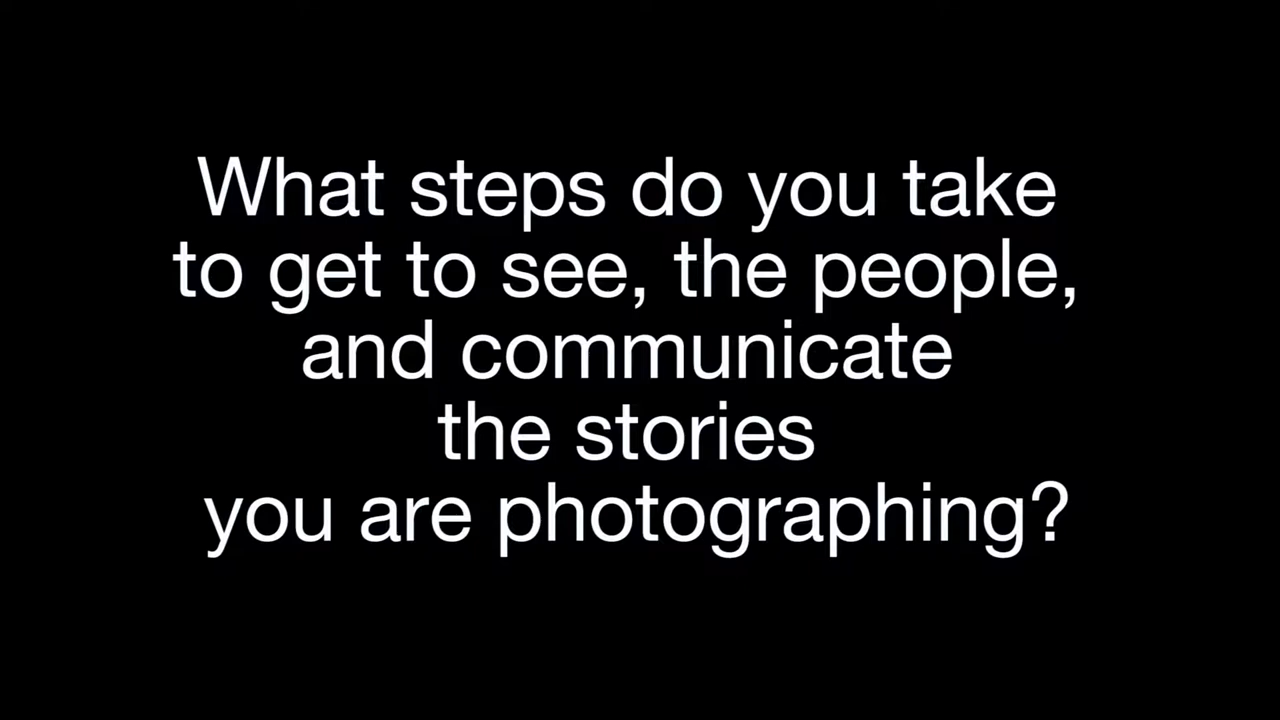 What steps do you take
to get to see, the people,
and communicate
the stories
you are photographing?